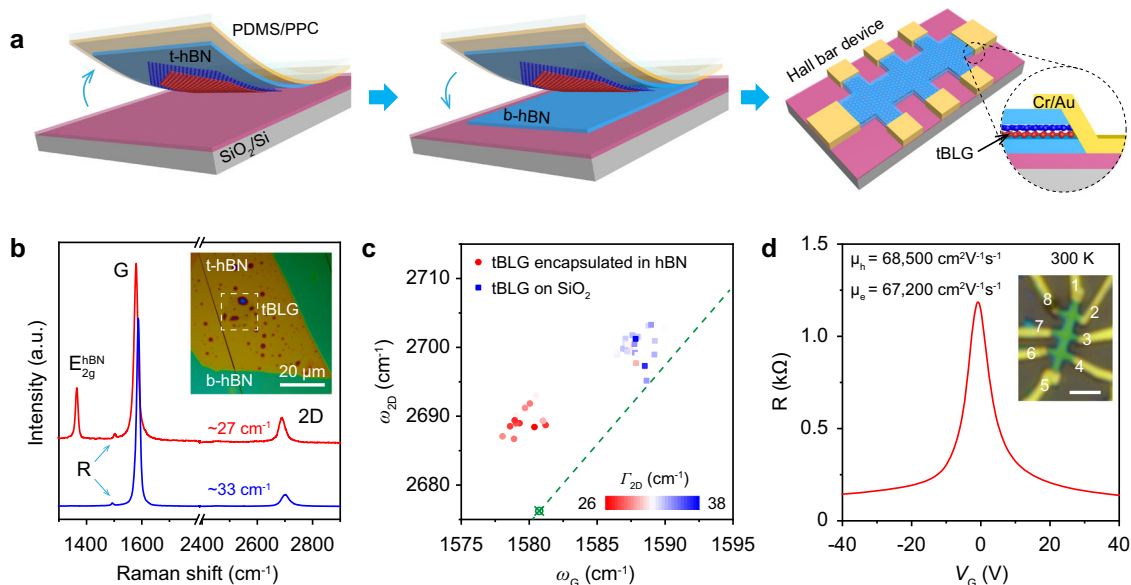 a
PDMS/PPC
t-hBN
SiO2/Si
b-hBN
Hall bar device
Cr/Au
tBLG
b
Intensity (a.u.)
G
E2g^hBN
R
~27 cm⁻¹
~33 cm⁻¹
2D
t-hBN
tBLG
b-hBN
20 μm
1400 1600 2400 2800
Raman shift (cm⁻¹)
c
ω2D (cm⁻¹)
2715
2700
2690
2680
tBLG encapsulated in hBN
tBLG on SiO2
Γ2D (cm⁻¹)
26 38
1575 1580 1585 1590 1595
ωG (cm⁻¹)
d
R (kΩ)
1.5
1.2
0.9
0.5
0
μh = 68,500 cm²V⁻¹s⁻¹
μe = 67,200 cm²V⁻¹s⁻¹
300 K
1
8
2
7
3
6
4
5
-40 -20 0 20 40
VG (V)